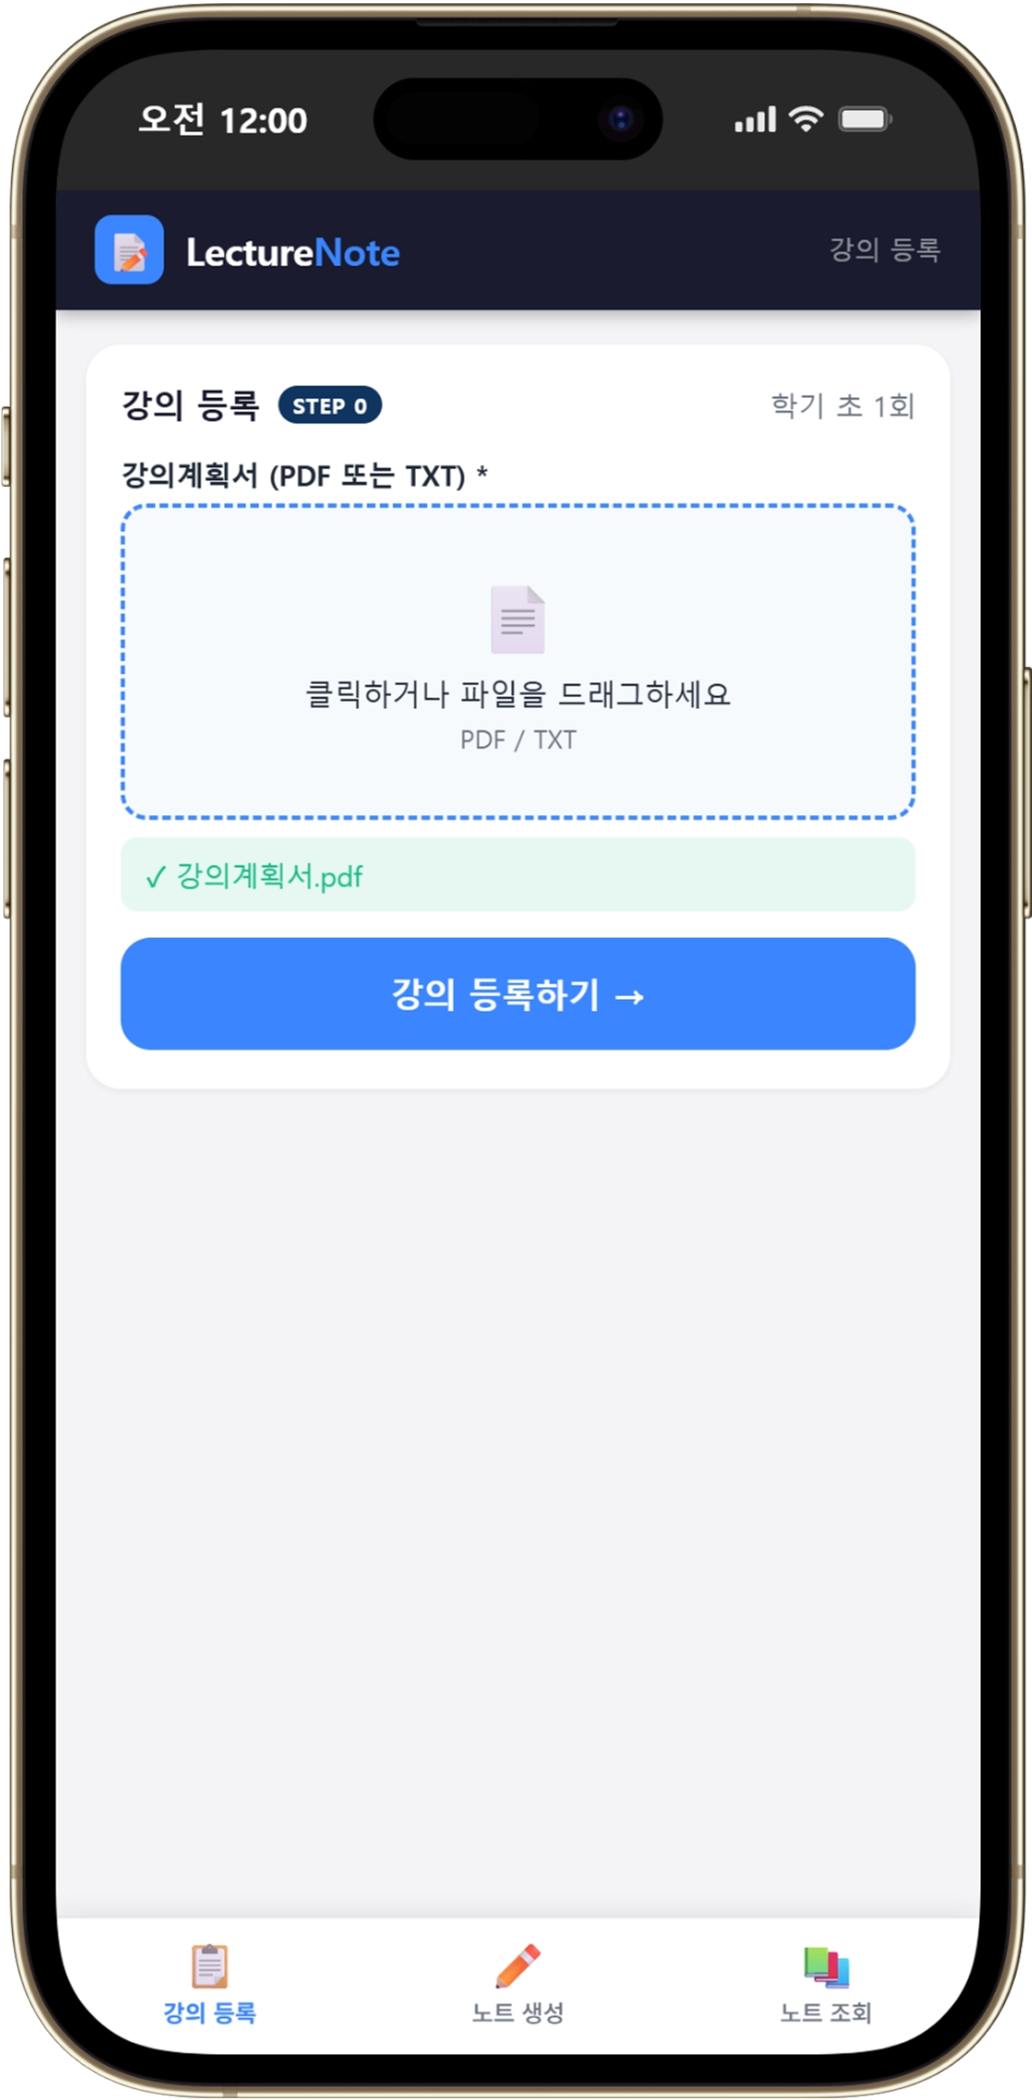 오전 12:00
LectureNote
강의 등록
강의 등록 STEP 0 학기 초 1회
강의계획서 (PDF 또는 TXT) *
클릭하거나 파일을 드래그하세요
PDF / TXT
✓ 강의계획서.pdf
강의 등록하기 →
강의 등록 노트 생성 노트 조회